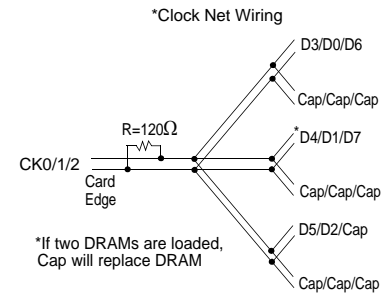 *Clock Net Wiring
D3/D0/D6
Cap/Cap/Cap
R=120Ω
*D4/D1/D7
CK0/1/2
Card
Edge
Cap/Cap/Cap
D5/D2/Cap
*If two DRAMs are loaded,
Cap will replace DRAM
Cap/Cap/Cap